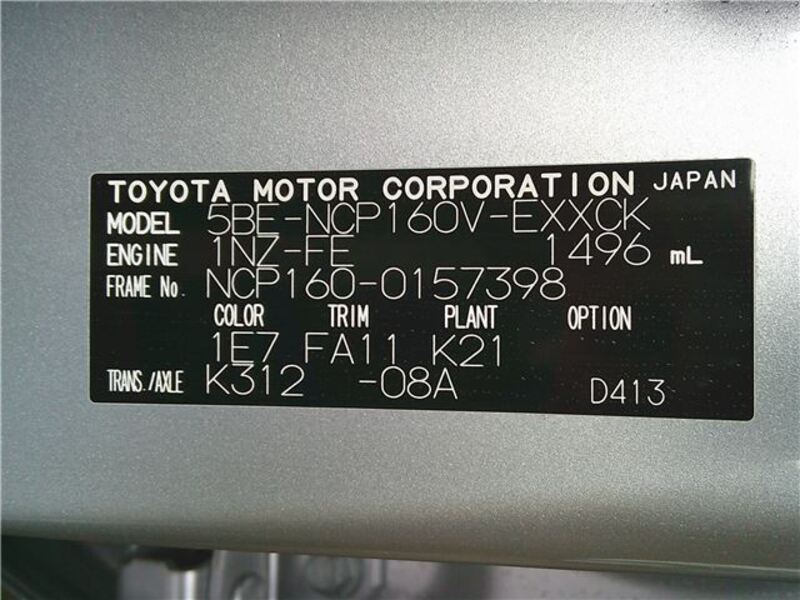 TOYOTA MOTOR CORPORATION JAPAN
MODEL 5BE-NCP160V-EXXCK
ENGINE 1NZ-FE 1496 mL
FRAME No. NCP160-0157398
COLOR TRIM PLANT OPTION
1E7 FA11 K21
TRANS./AXLE K312 -08A D413